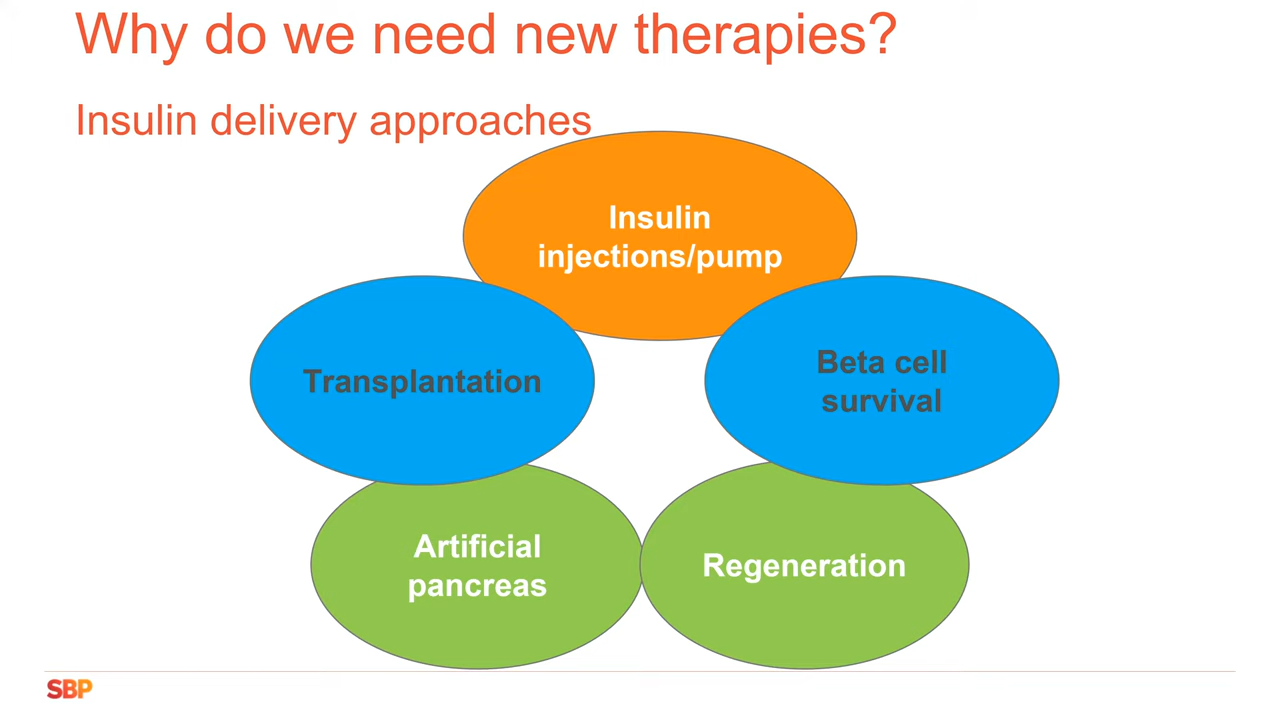 Why do we need new therapies?
Insulin delivery approaches
Insulin
injections/pump
Transplantation
Beta cell
survival
Artificial
pancreas
Regeneration
SBP